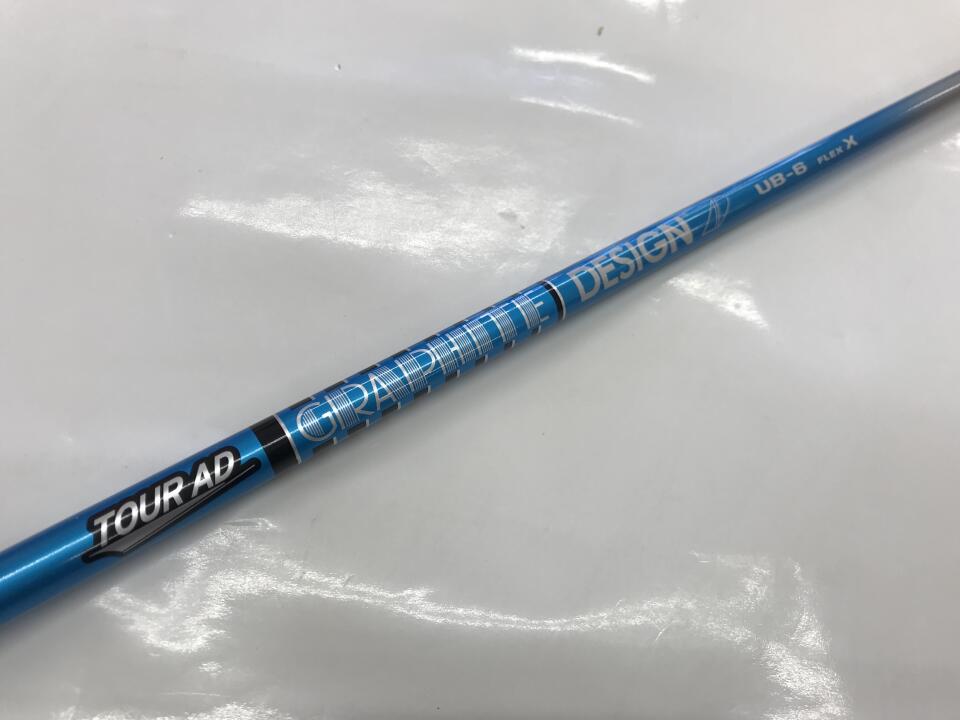 TOUR AD
GRAPHITE
DESIGN
UB-6 FLEX X